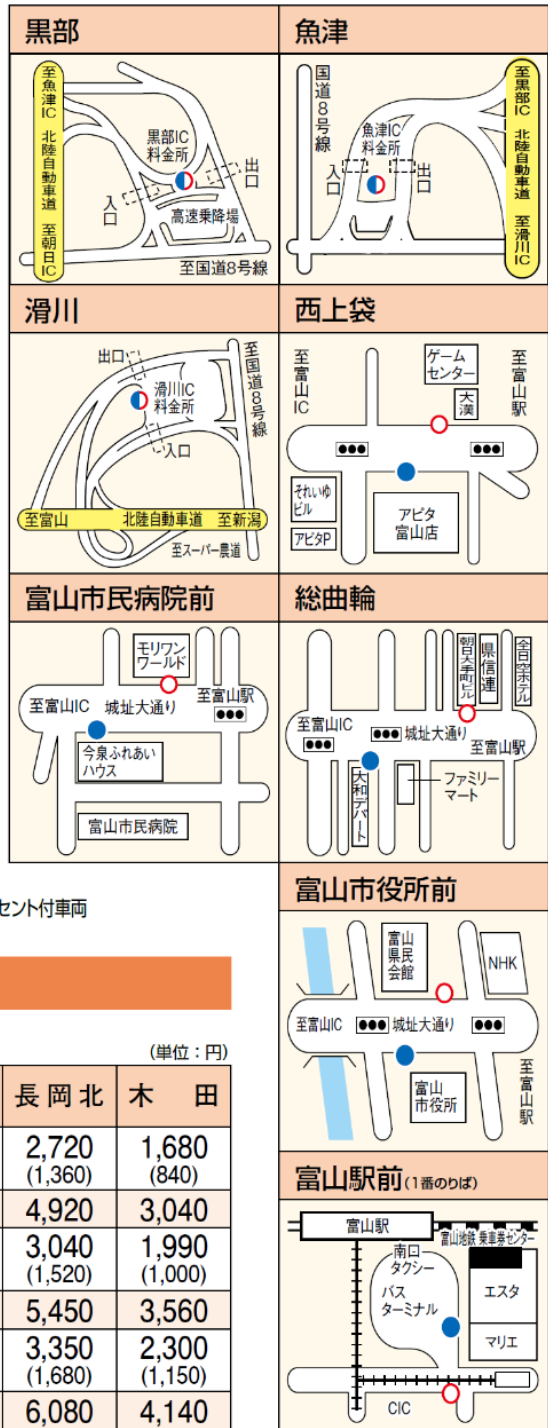 黒部
至魚津IC 北陸自動車道 至朝日IC
黒部IC
料金所
出口
入口
高速乗降場
至国道8号線
魚津
国道8号線
魚津IC
料金所
入口
出口
至黒部IC 北陸自動車道 至滑川IC
滑川
出口
滑川IC
料金所
入口
至国道8号線
至富山 北陸自動車道 至新潟
至スーパー農道
西上袋
至富山IC
ゲーム
センター
大漢
至富山駅
それいゆ
ビル
アピタP
アピタ
富山店
富山市民病院前
モリワン
ワールド
至富山IC 城址大通り 至富山駅
今泉ふれあい
ハウス
富山市民病院
総曲輪
朝日大手町ビル
県信連
全日空ホテル
至富山IC
城址大通り
至富山駅
大和デパート
ファミリー
マート
富山市役所前
富山
県民
会館
NHK
至富山IC 城址大通り
富山
市役所
至富山駅
富山駅前(1番のりば)
富山駅
富山地鉄 乗車券センター
南口
タクシー
バス
ターミナル
エスタ
マリエ
CIC
セント付車両
(単位：円)
長岡北 木田
2,720 1,680
(1,360) (840)
4,920 3,040
3,040 1,990
(1,520) (1,000)
5,450 3,560
3,350 2,300
(1,680) (1,150)
6,080 4,140